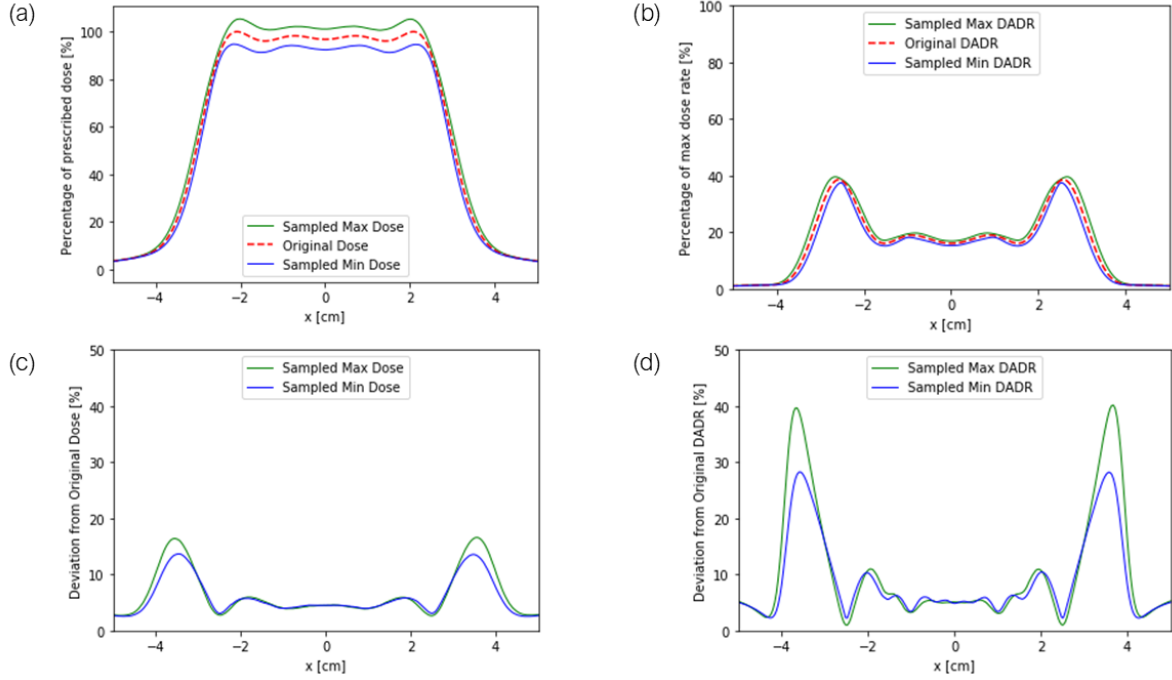 (a)
Percentage of prescribed dose [%]
100
80
60
40
20
0
Sampled Max Dose
Original Dose
Sampled Min Dose
−4
−2
0
2
4
x [cm]
(b)
Percentage of max dose rate [%]
100
80
60
40
20
0
Sampled Max DADR
Original DADR
Sampled Min DADR
−4
−2
0
2
4
x [cm]
(c)
Deviation from Original Dose [%]
50
40
30
20
10
0
Sampled Max Dose
Sampled Min Dose
−4
−2
0
2
4
x [cm]
(d)
Deviation from Original DADR [%]
50
40
30
20
10
0
Sampled Max DADR
Sampled Min DADR
−4
−2
0
2
4
x [cm]